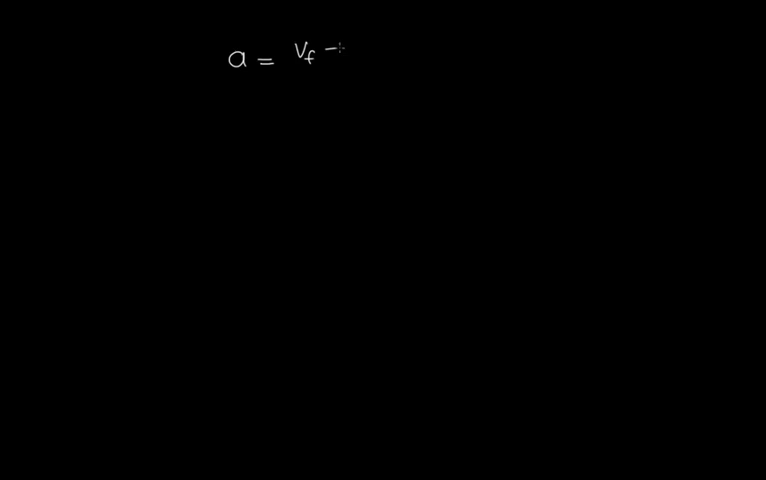 a = Vf -